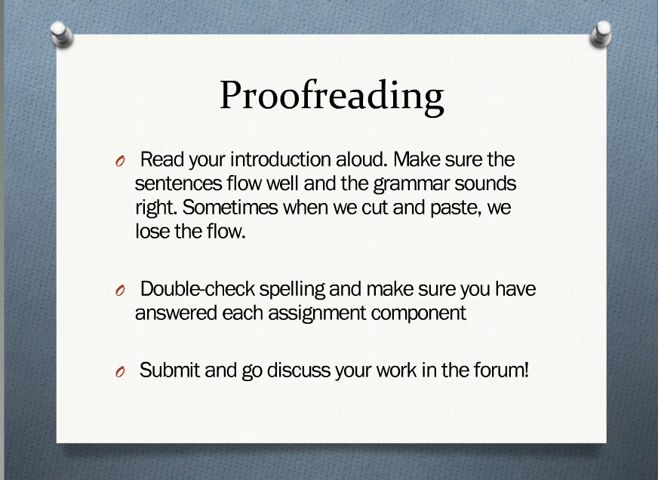 Proofreading
Read your introduction aloud. Make sure the
sentences flow well and the grammar sounds
right. Sometimes when we cut and paste, we
lose the flow.
Double-check spelling and make sure you have
answered each assignment component
Submit and go discuss your work in the forum!